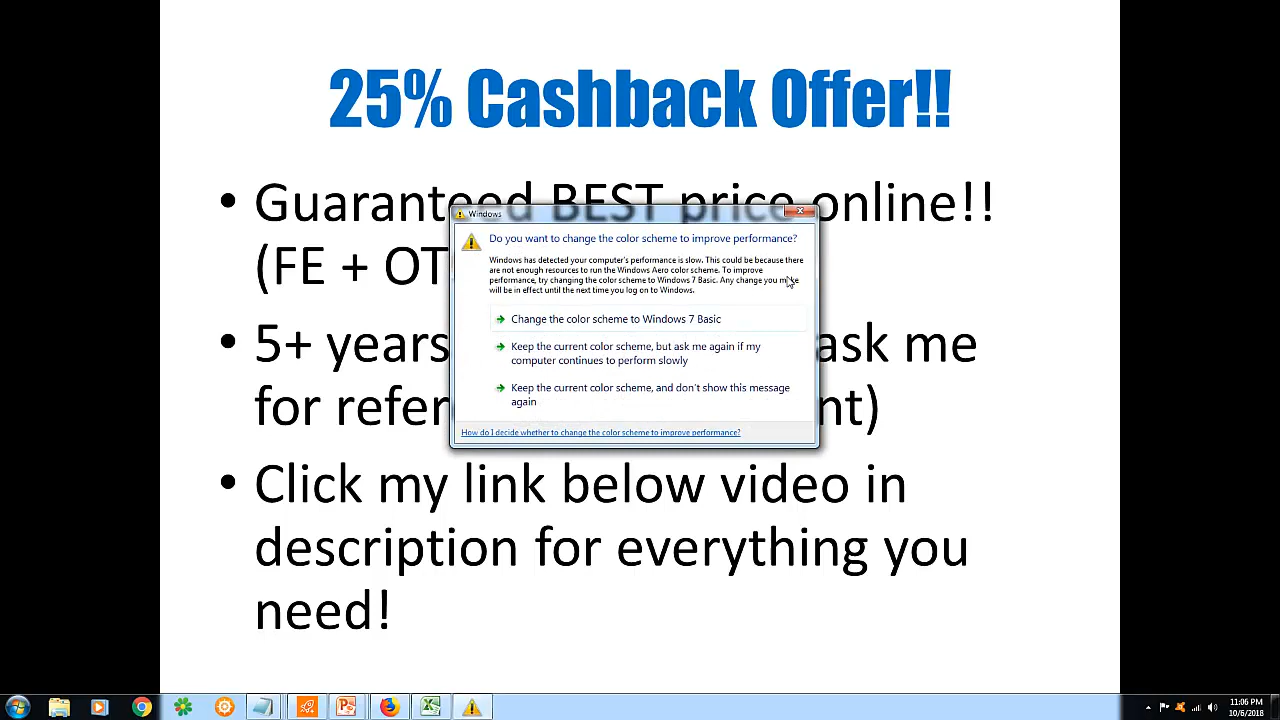 25% Cashback Offer!!
• Guaranteed BEST price online!!
(FE + OT
• 5+ years ask me
for refer nt)
• Click my link below video in
description for everything you
need!
Windows
Do you want to change the color scheme to improve performance?
Windows has detected your computer's performance is slow. This could be because there
are not enough resources to run the Windows Aero color scheme. To improve
performance, try changing the color scheme to Windows 7 Basic. Any change you make
will be in effect until the next time you log on to Windows.
Change the color scheme to Windows 7 Basic
Keep the current color scheme, but ask me again if my
computer continues to perform slowly
Keep the current color scheme, and don't show this message
again
How do I decide whether to change the color scheme to improve performance?
11:06 PM
10/6/2018